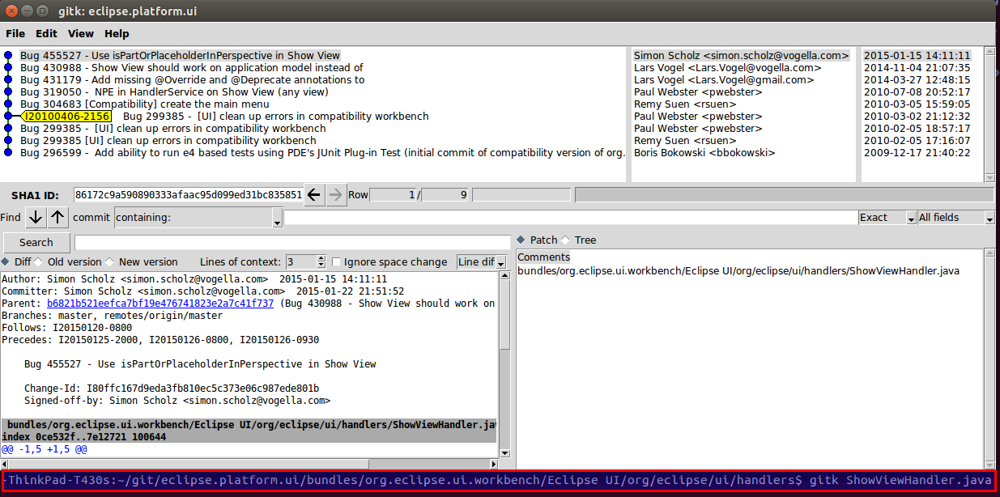 gitk: eclipse.platform.ui
File Edit View Help
Bug 455527 - Use isPartOrPlaceholderInPerspective in Show View Simon Scholz <simon.scholz@vogella.com> 2015-01-15 14:11:11
Bug 430988 - Show View should work on application model instead of Lars Vogel <Lars.Vogel@vogella.com> 2014-11-04 21:07:35
Bug 431179 - Add missing @Override and @Deprecate annotations to Lars Vogel <Lars.Vogel@gmail.com> 2014-03-27 12:48:15
Bug 319050 - NPE in HandlerService on Show View (any view) Paul Webster <pwebster> 2010-07-08 20:52:17
Bug 304683 [Compatibility] create the main menu Remy Suen <rsuen> 2010-03-05 15:59:05
I20100406-2156 Bug 299385 - [UI] clean up errors in compatibility workbench Paul Webster <pwebster> 2010-03-02 21:12:32
Bug 299385 - [UI] clean up errors in compatibility workbench Paul Webster <pwebster> 2010-02-05 18:57:17
Bug 299385 [UI] clean up errors in compatibility workbench Remy Suen <rsuen> 2010-02-05 17:16:07
Bug 296599 - Add ability to run e4 based tests using PDE's JUnit Plug-in Test (initial commit of compatibility version of org. Boris Bokowski <bbokowski> 2009-12-17 21:40:22
SHA1 ID: 86172c9a590890333afaac95d099ed31bc835851 Row 1 / 9
Find commit containing: Exact All fields
Search
Patch Tree
Diff Old version New version Lines of context: 3 Ignore space change Line dif
Comments
bundles/org.eclipse.ui.workbench/Eclipse UI/org/eclipse/ui/handlers/ShowViewHandler.java
Author: Simon Scholz <simon.scholz@vogella.com> 2015-01-15 14:11:11
Committer: Simon Scholz <simon.scholz@vogella.com> 2015-01-22 21:51:52
Parent: b6821b521eefca7bf19e476741823e2a7c41f737 (Bug 430988 - Show View should work on
Branches: master, remotes/origin/master
Follows: I20150120-0800
Precedes: I20150125-2000, I20150126-0800, I20150126-0930
Bug 455527 - Use isPartOrPlaceholderInPerspective in Show View
Change-Id: I80ffc167d9eda3fb810ec5c373e06c987ede801b
Signed-off-by: Simon Scholz <simon.scholz@vogella.com>
bundles/org.eclipse.ui.workbench/Eclipse UI/org/eclipse/ui/handlers/ShowViewHandler.jav
index 0ce532f..7e12721 100644
@@ -1,5 +1,5 @@
-ThinkPad-T430s:~/git/eclipse.platform.ui/bundles/org.eclipse.ui.workbench/Eclipse UI/org/eclipse/ui/handlers$ gitk ShowViewHandler.java